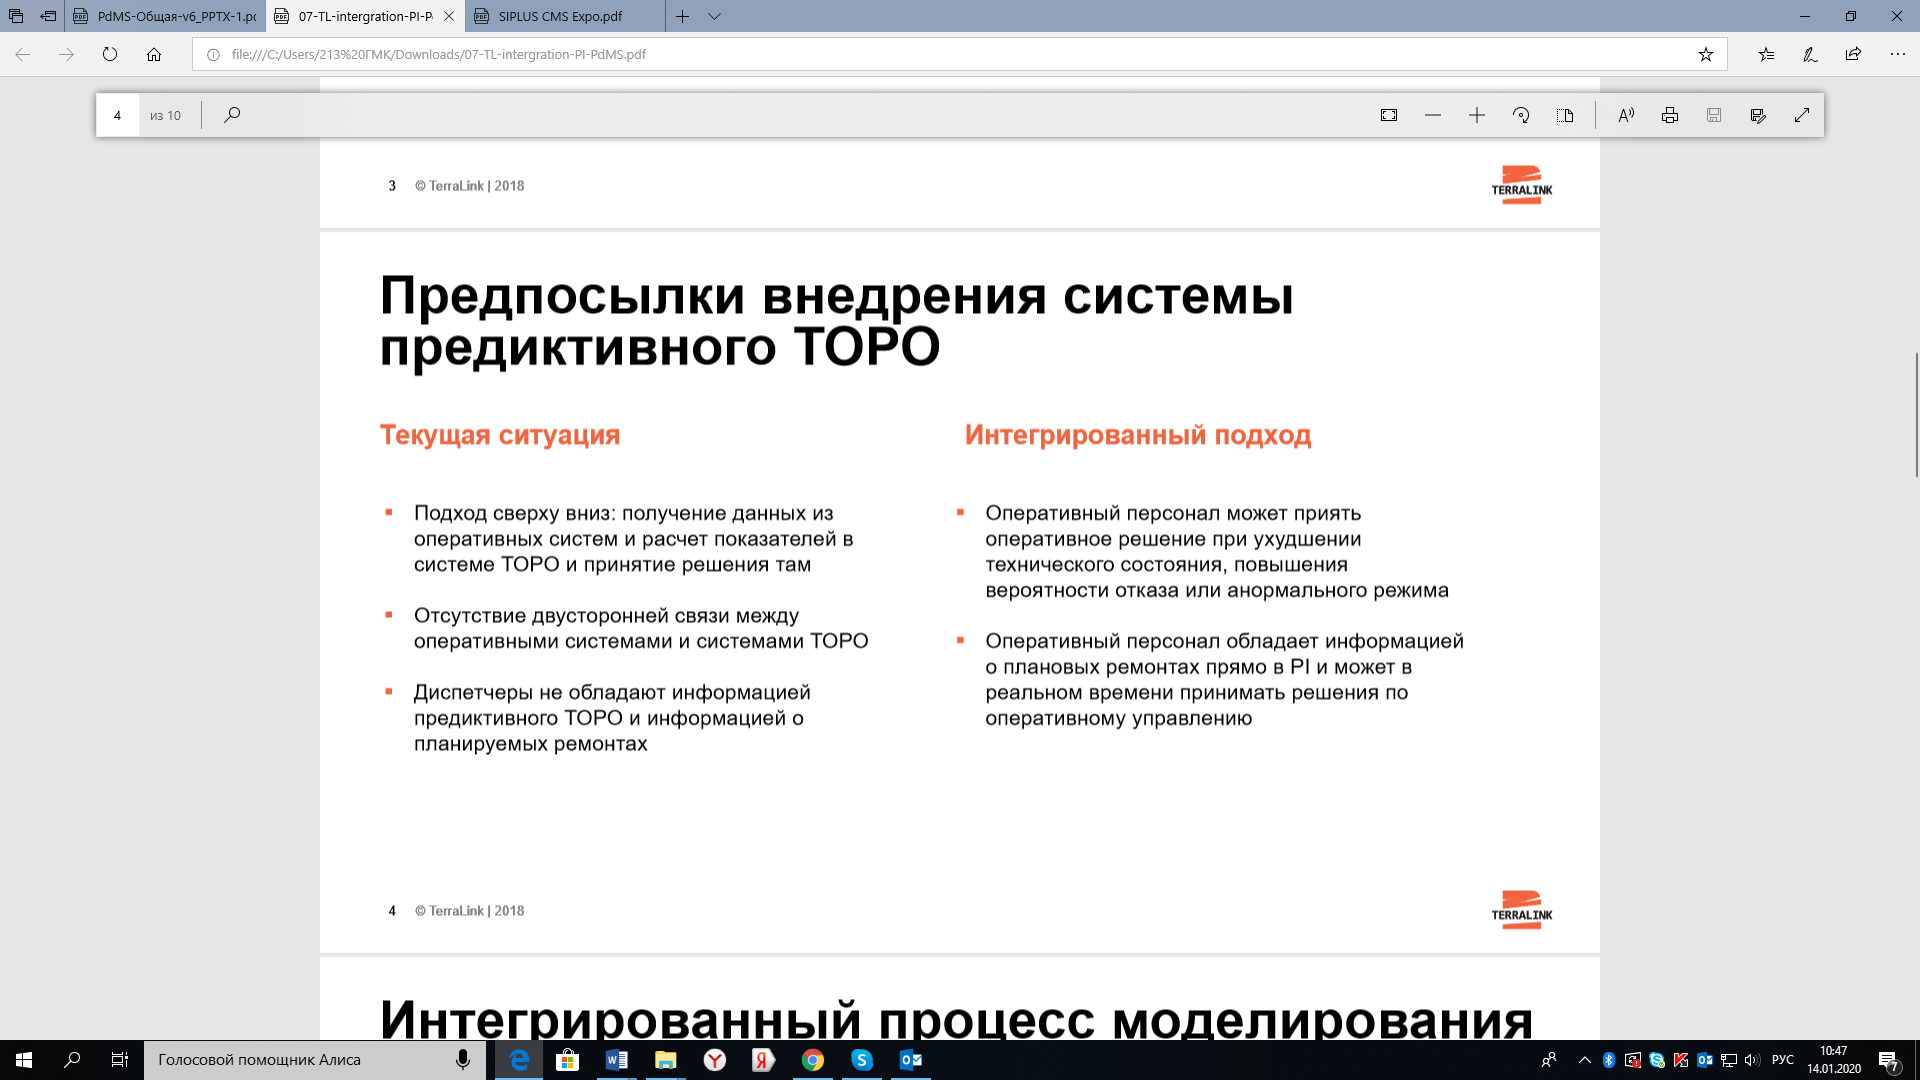 PdMS-Общая-v6_PPTX-1.pc
07-TL-intergration-PI-P
SIPLUS CMS Expo.pdf
file:///C:/Users/213%20ГМК/Downloads/07-TL-intergration-PI-PdMS.pdf
4 из 10
3 © TerraLink | 2018
TERRALINK
Предпосылки внедрения системы
предиктивного ТОРО
Текущая ситуация
Подход сверху вниз: получение данных из
оперативных систем и расчет показателей в
системе ТОРО и принятие решения там
Отсутствие двусторонней связи между
оперативными системами и системами ТОРО
Диспетчеры не обладают информацией
предиктивного ТОРО и информацией о
планируемых ремонтах
Интегрированный подход
Оперативный персонал может приять
оперативное решение при ухудшении
технического состояния, повышения
вероятности отказа или анормального режима
Оперативный персонал обладает информацией
о плановых ремонтах прямо в PI и может в
реальном времени принимать решения по
оперативному управлению
4 © TerraLink | 2018
TERRALINK
Интегрированный процесс моделирования
Голосовой помощник Алиса
РУС
10:47
14.01.2020
7